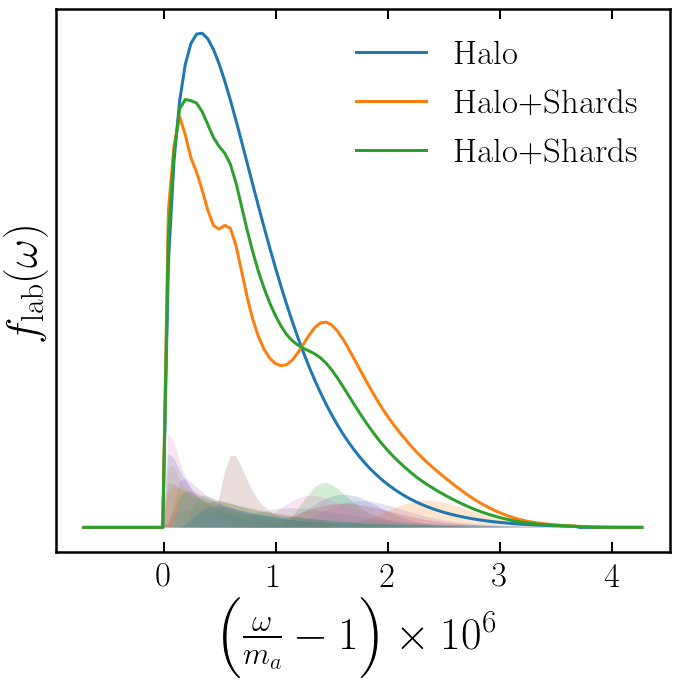 Halo
Halo+Shards
Halo+Shards
f_lab(ω)
0 1 2 3 4
(ω/m_a − 1) × 10^6